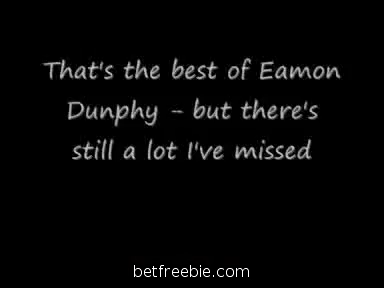 That's the best of Eamon
Dunphy - but there's
still a lot I've missed
betfreebie.com